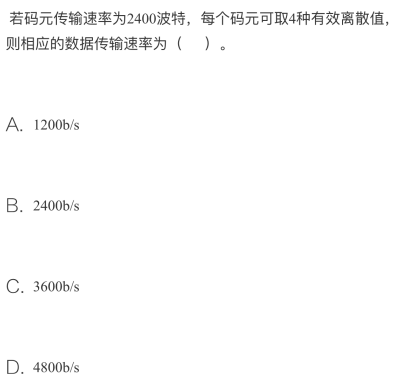 若码元传输速率为2400波特，每个码元可取4种有效离散值，
则相应的数据传输速率为（  ）。
A. 1200b/s
B. 2400b/s
C. 3600b/s
D. 4800b/s